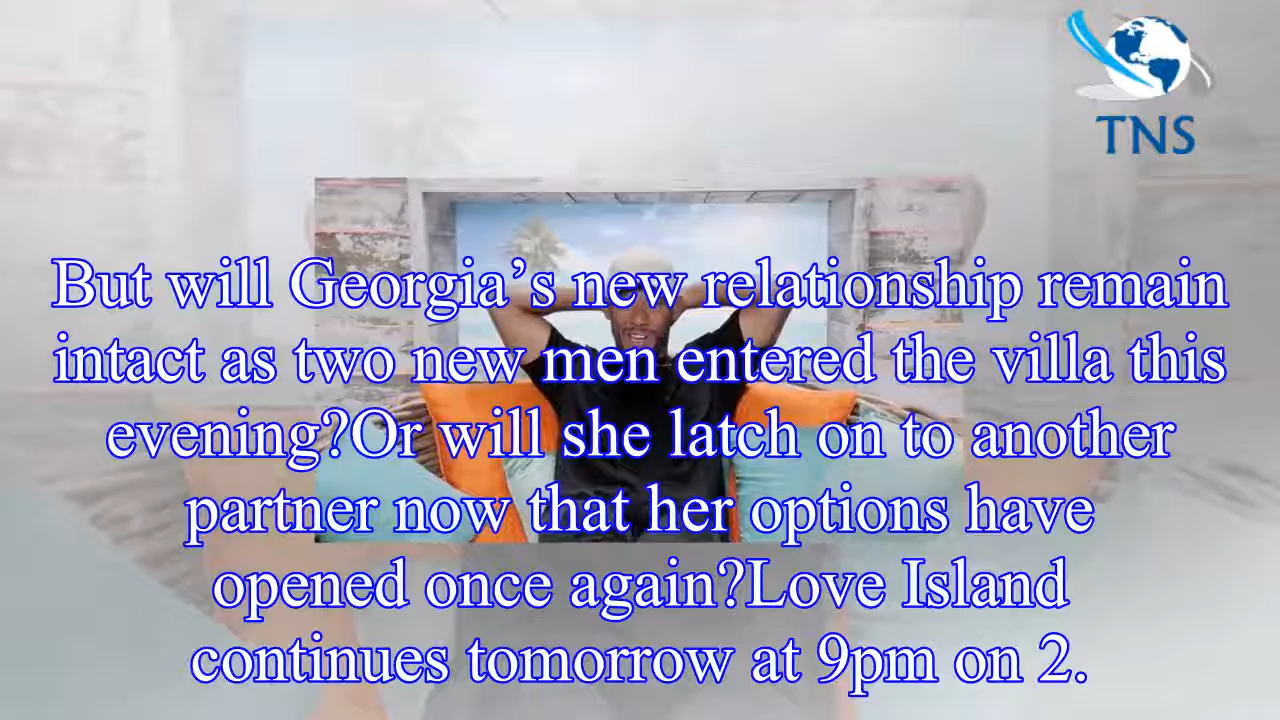 TNS
But will Georgia’s new relationship remain
intact as two new men entered the villa this
evening?Or will she latch on to another
partner now that her options have
opened once again?Love Island
continues tomorrow at 9pm on 2.